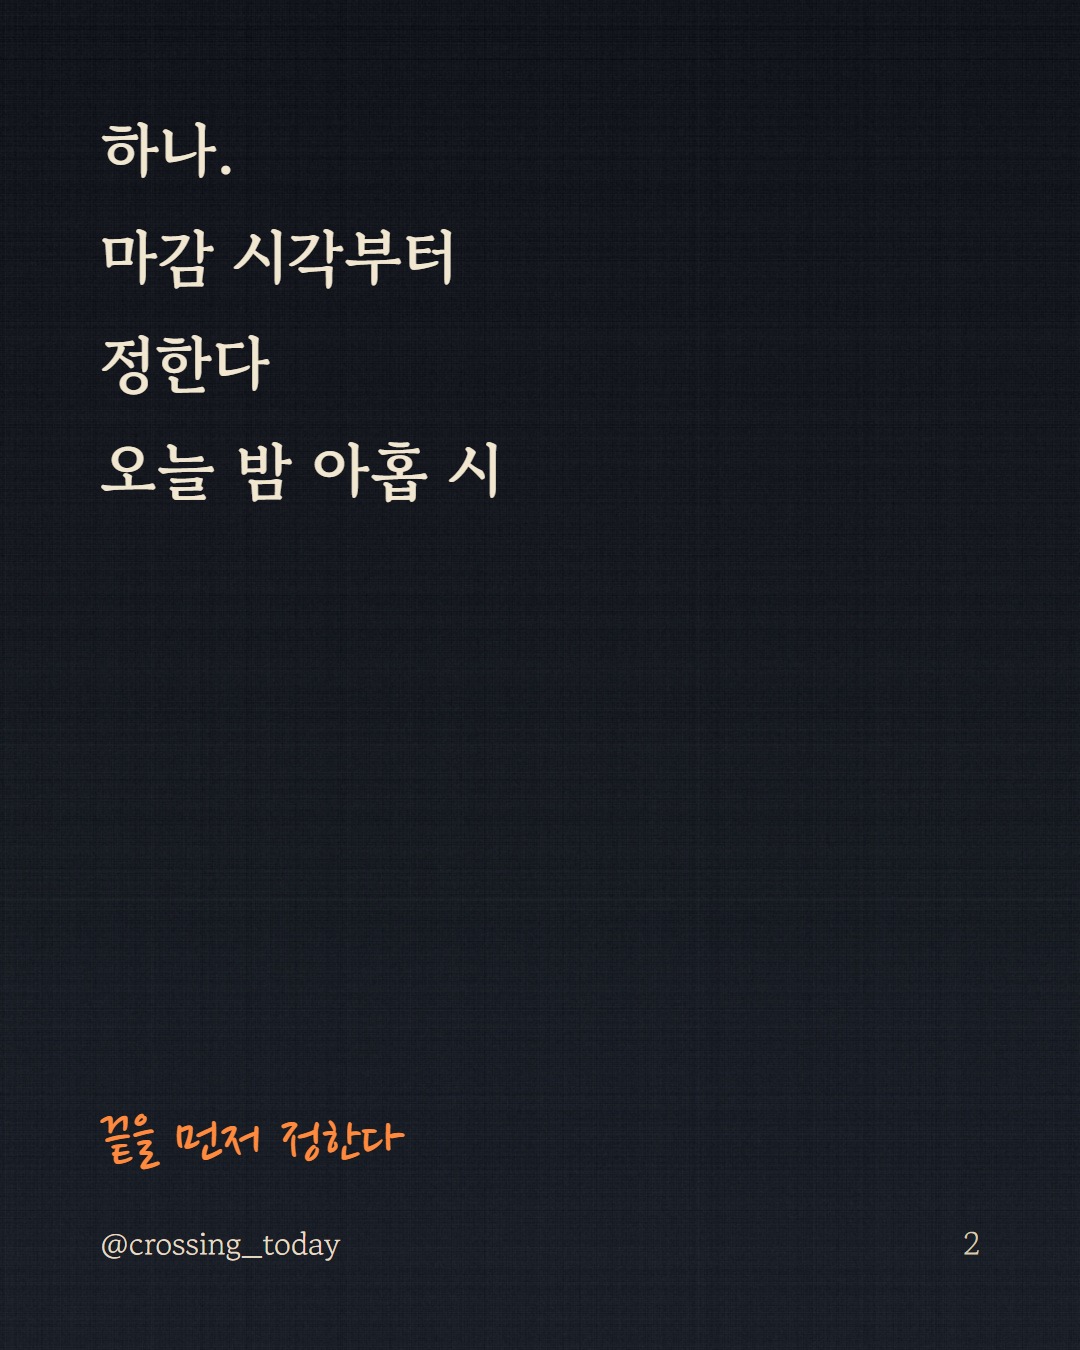 하나.
마감 시각부터
정한다
오늘 밤 아홉 시
끝을 먼저 정한다
@crossing_today
2